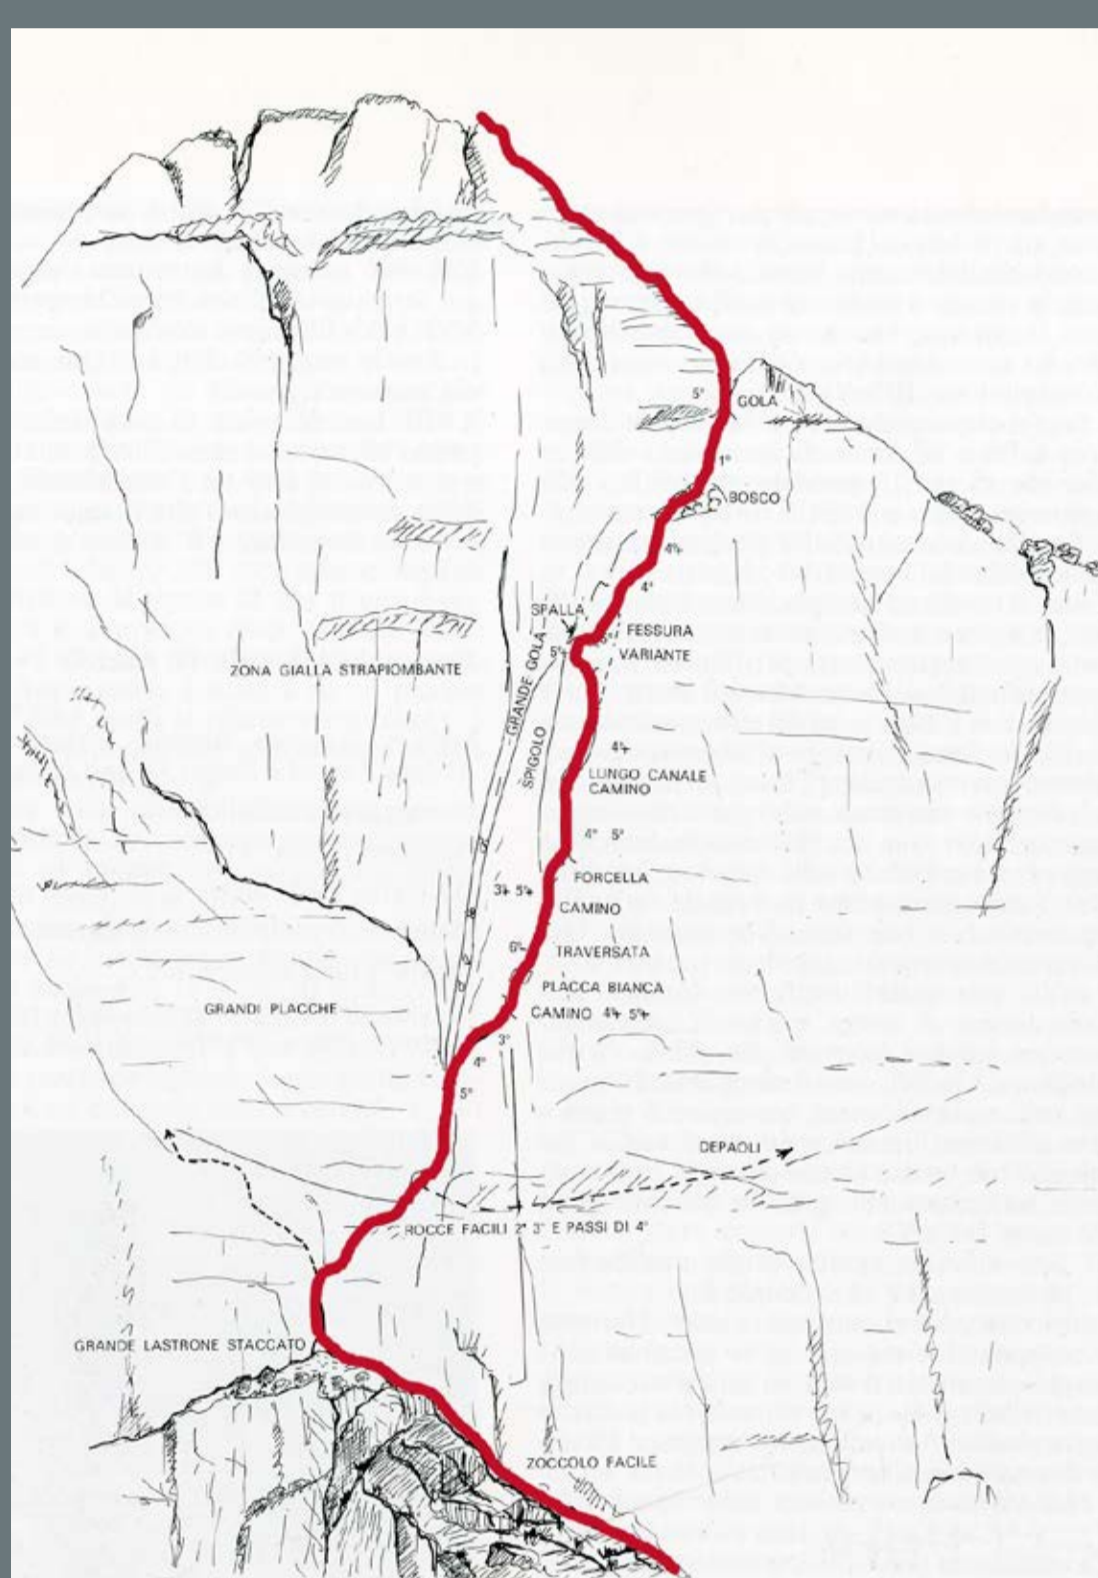 5°
GOLA
1°
BOSCO
4+
4°
SPALLA
5°
5°
FESSURA
VARIANTE
ZONA GIALLA STRAPIOMBANTE
GRANDE GOLA
SPIGOLO
4+
LUNGO CANALE
CAMINO
4° 5°
FORCELLA
3+ 5+
CAMINO
TRAVERSATA
PLACCA BIANCA
GRANDI PLACCHE
CAMINO 4+ 5+
3°
4°
5°
DEPAOLI
ROCCE FACILI 2° 3° E PASSI DI 4°
GRANDE LASTRONE STACCATO
ZOCCOLO FACILE